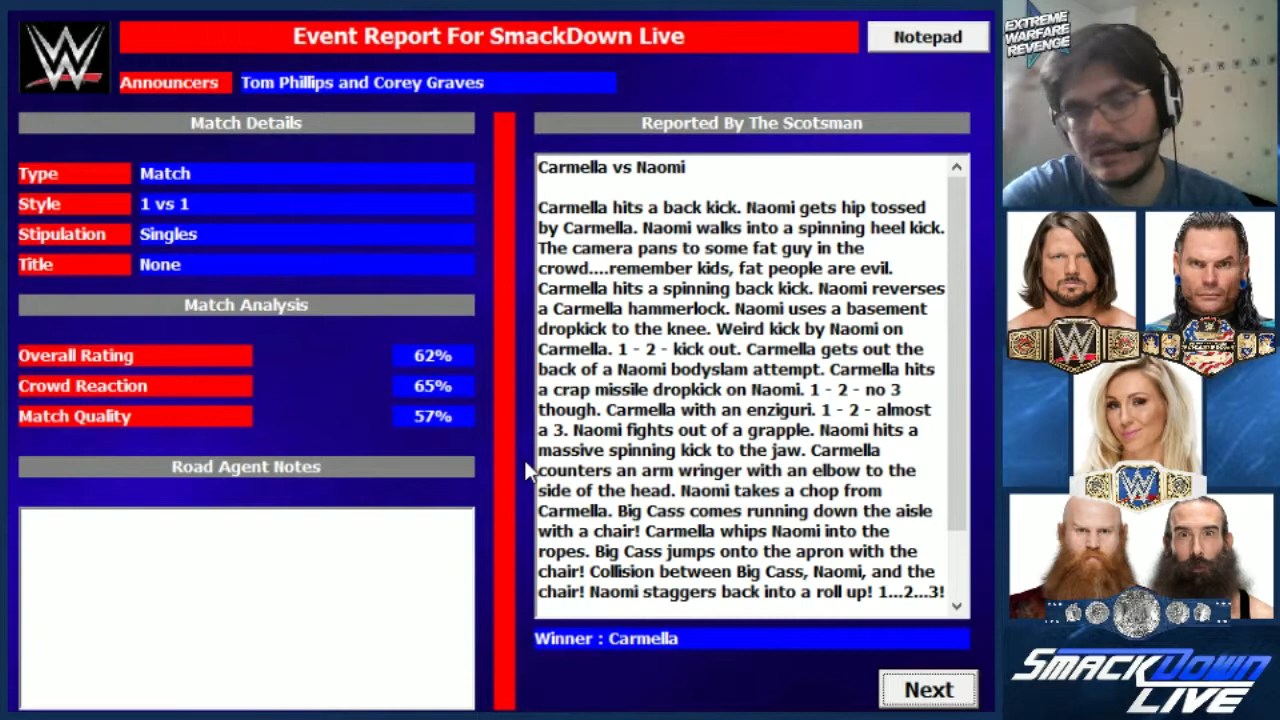 Event Report For SmackDown Live
Notepad
Announcers
Tom Phillips and Corey Graves
Match Details
Type
Match
Style
1 vs 1
Stipulation
Singles
Title
None
Match Analysis
Overall Rating
62%
Crowd Reaction
65%
Match Quality
57%
Road Agent Notes
Reported By The Scotsman
Carmella vs Naomi
Carmella hits a back kick. Naomi gets hip tossed
by Carmella. Naomi walks into a spinning heel kick.
The camera pans to some fat guy in the
crowd....remember kids, fat people are evil.
Carmella hits a spinning back kick. Naomi reverses
a Carmella hammerlock. Naomi uses a basement
dropkick to the knee. Weird kick by Naomi on
Carmella. 1 - 2 - kick out. Carmella gets out the
back of a Naomi bodyslam attempt. Carmella hits
a crap missile dropkick on Naomi. 1 - 2 - no 3
though. Carmella with an enziguri. 1 - 2 - almost
a 3. Naomi fights out of a grapple. Naomi hits a
massive spinning kick to the jaw. Carmella
counters an arm wringer with an elbow to the
side of the head. Naomi takes a chop from
Carmella. Big Cass comes running down the aisle
with a chair! Carmella whips Naomi into the
ropes. Big Cass jumps onto the apron with the
chair! Collision between Big Cass, Naomi, and the
chair! Naomi staggers back into a roll up! 1...2...3!
Winner : Carmella
Next
EXTREME
WARFARE
REVENGE
SMACKDOWN
LIVE